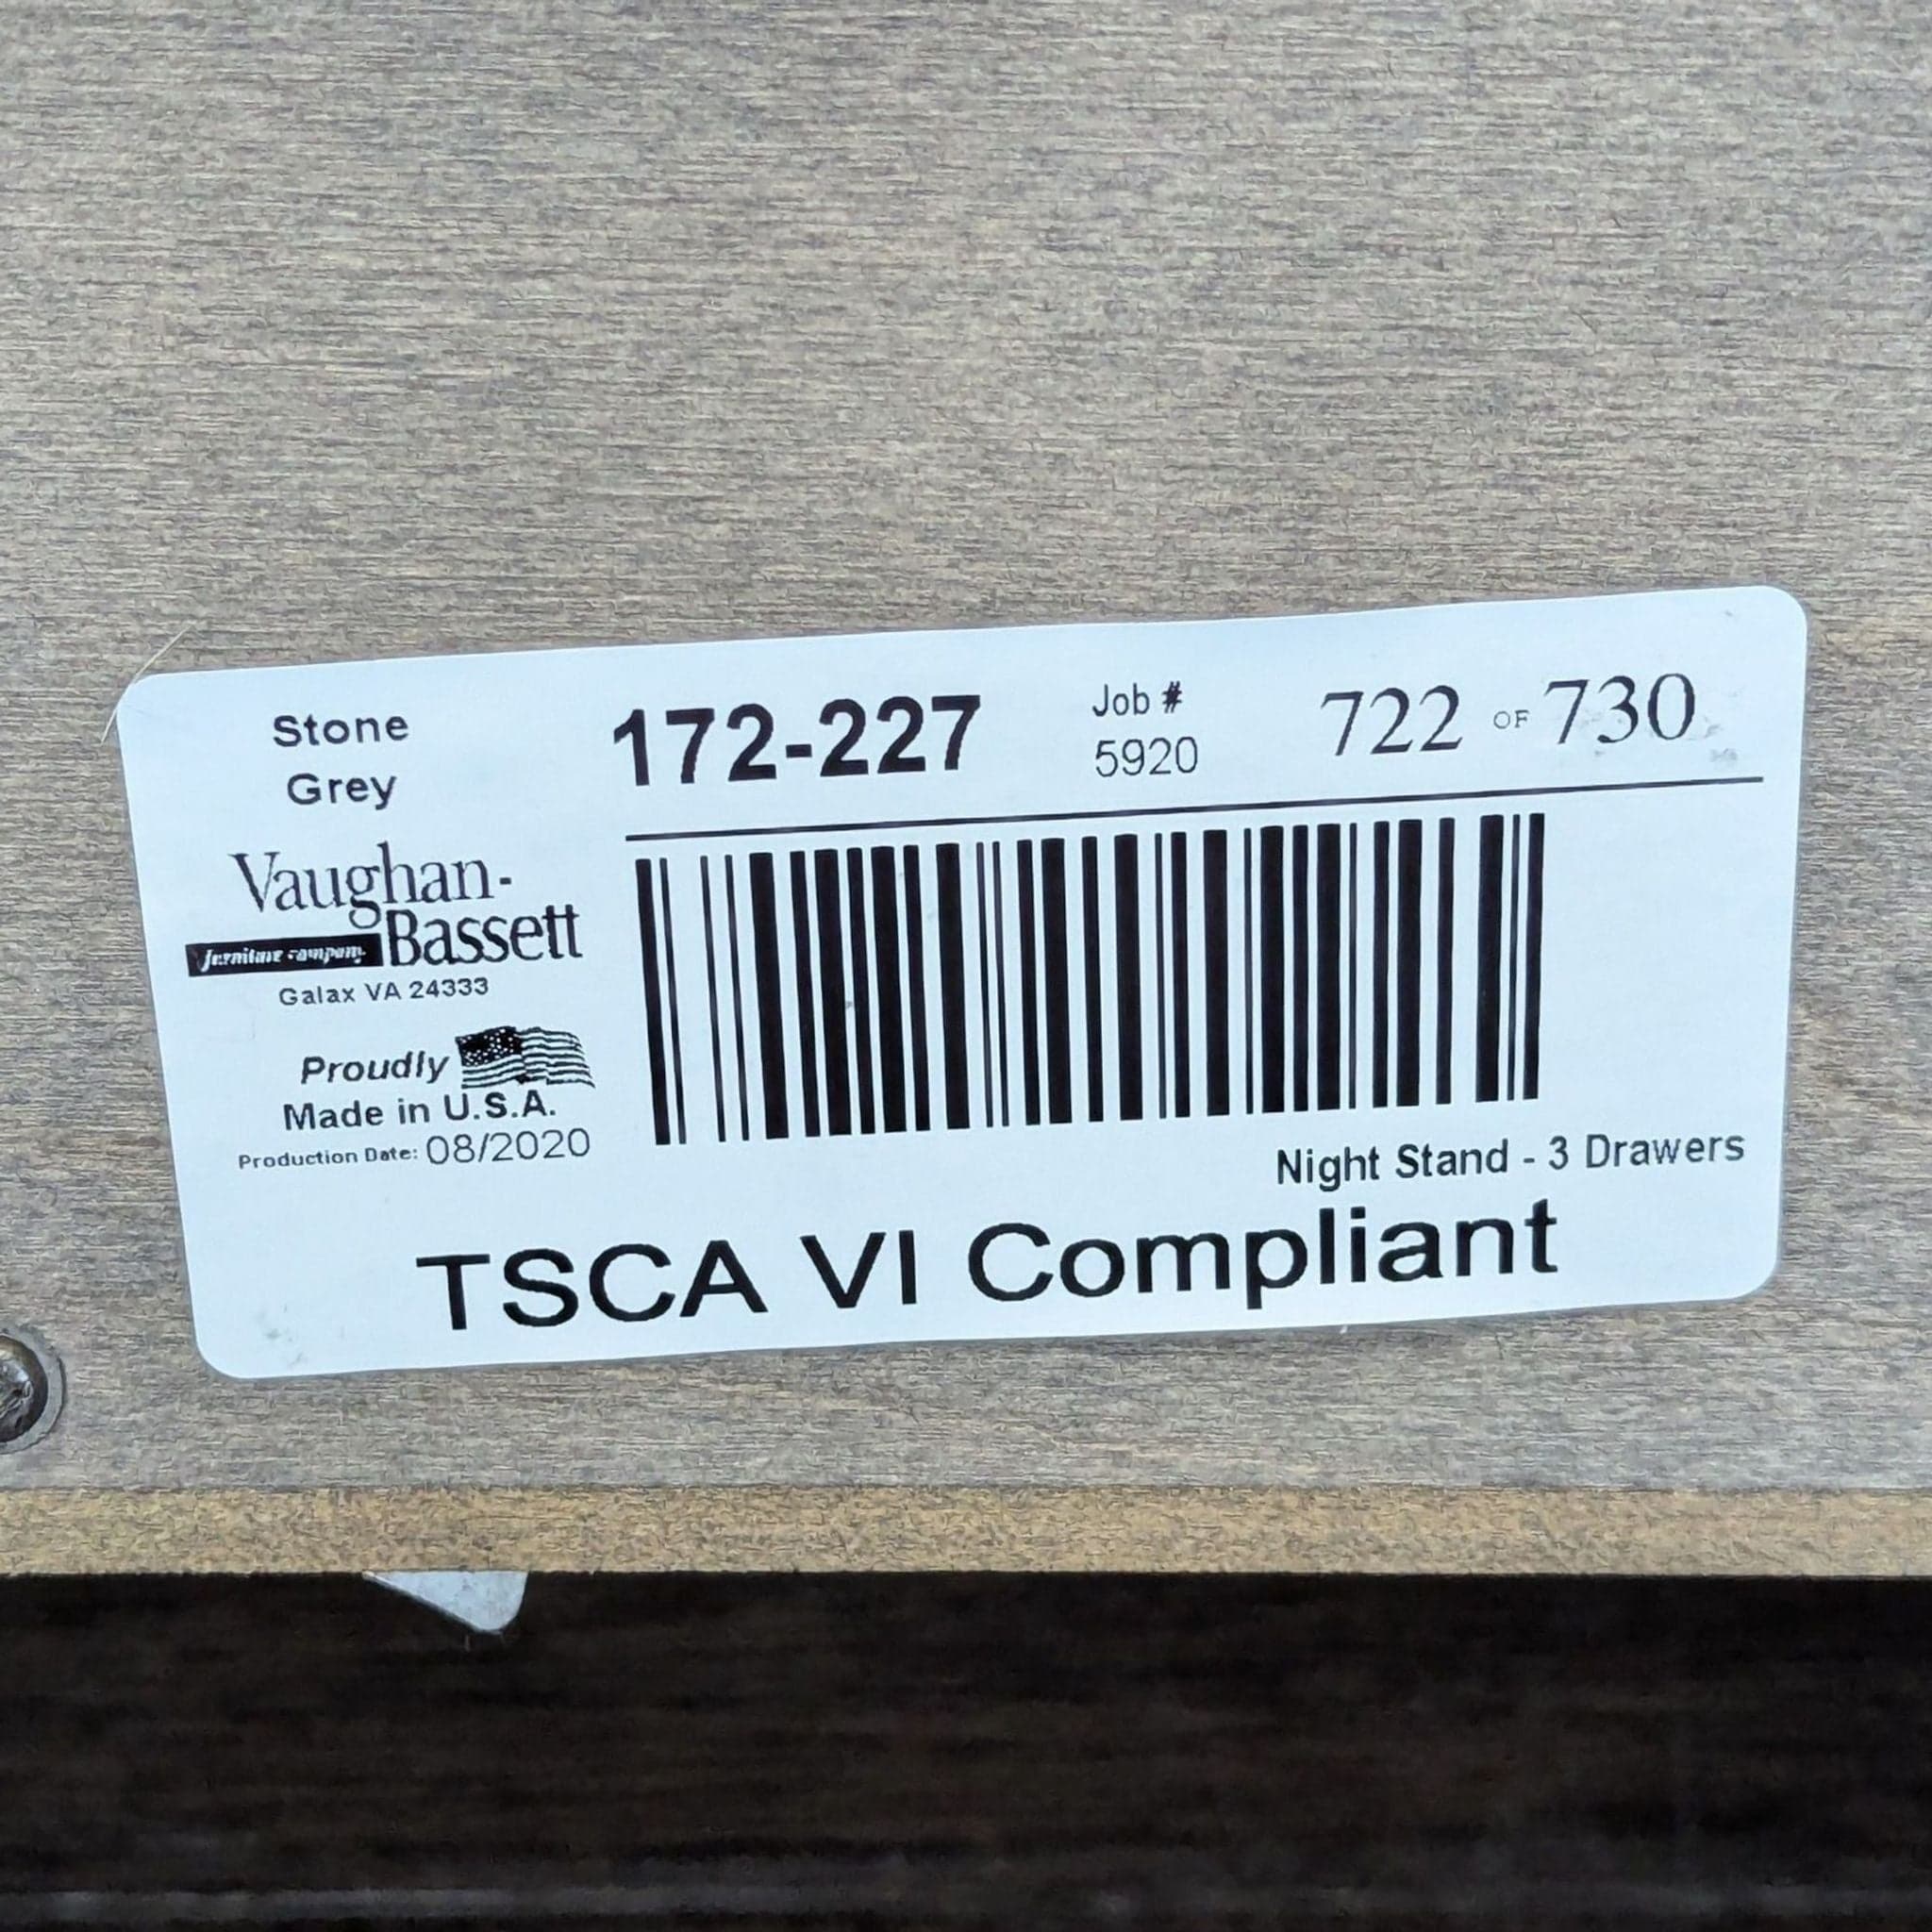 Stone
Grey
172-227
Job #
5920
722 OF 730
Vaughan-
Bassett
furniture company
Galax VA 24333
Proudly
Made in U.S.A.
Production Date: 08/2020
Night Stand - 3 Drawers
TSCA VI Compliant